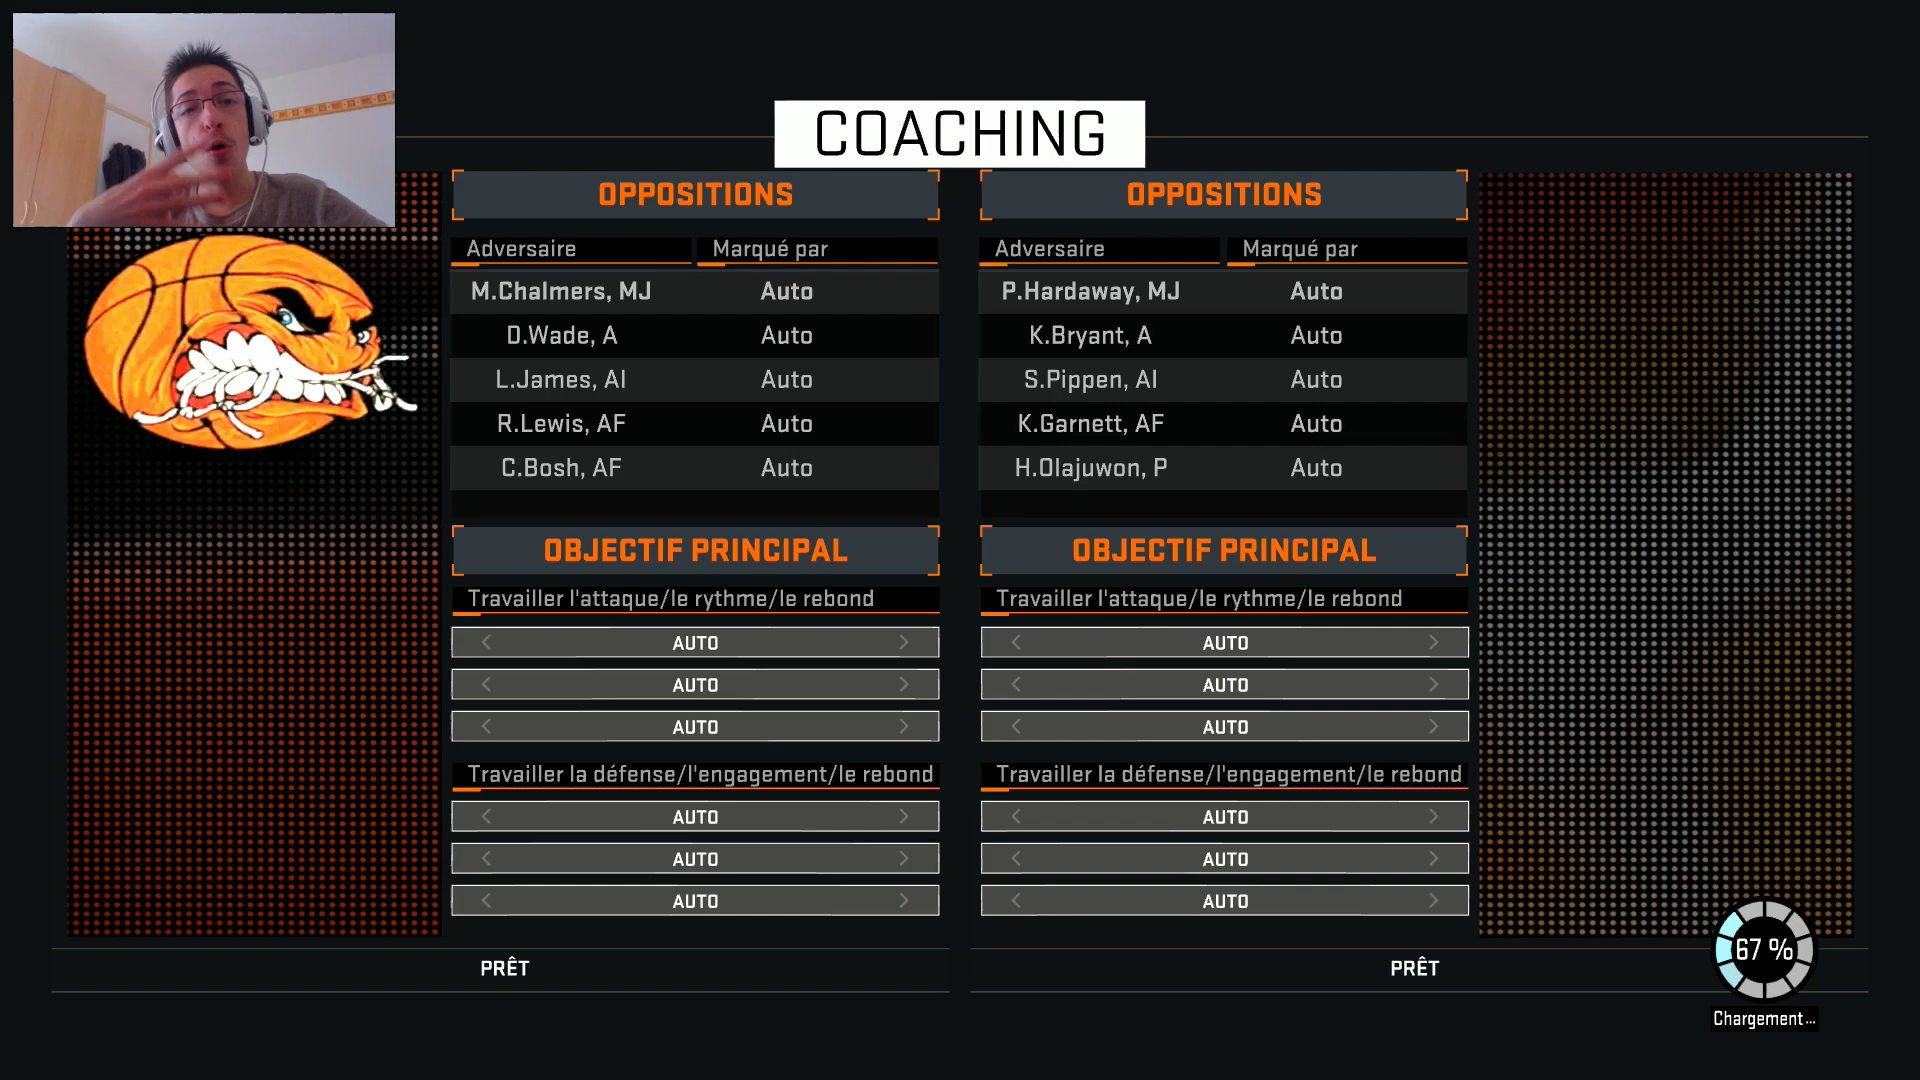 COACHING
OPPOSITIONS
Adversaire Marqué par
M.Chalmers, MJ Auto
D.Wade, A Auto
L.James, AI Auto
R.Lewis, AF Auto
C.Bosh, AF Auto
OBJECTIF PRINCIPAL
Travailler l'attaque/le rythme/le rebond
AUTO
AUTO
AUTO
Travailler la défense/l'engagement/le rebond
AUTO
AUTO
AUTO
PRÊT
OPPOSITIONS
Adversaire Marqué par
P.Hardaway, MJ Auto
K.Bryant, A Auto
S.Pippen, AI Auto
K.Garnett, AF Auto
H.Olajuwon, P Auto
OBJECTIF PRINCIPAL
Travailler l'attaque/le rythme/le rebond
AUTO
AUTO
AUTO
Travailler la défense/l'engagement/le rebond
AUTO
AUTO
AUTO
PRÊT
67 %
Chargement...